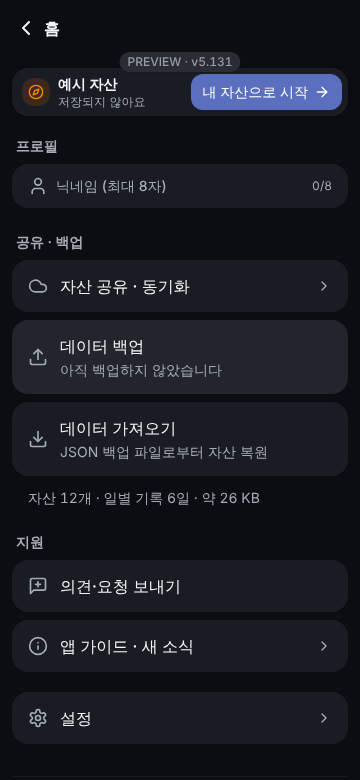 홈
PREVIEW · v5.131
예시 자산
저장되지 않아요
내 자산으로 시작 →
프로필
닉네임 (최대 8자)
0/8
공유 · 백업
자산 공유 · 동기화
데이터 백업
아직 백업하지 않았습니다
데이터 가져오기
JSON 백업 파일로부터 자산 복원
자산 12개 · 일별 기록 6일 · 약 26 KB
지원
의견·요청 보내기
앱 가이드 · 새 소식
설정